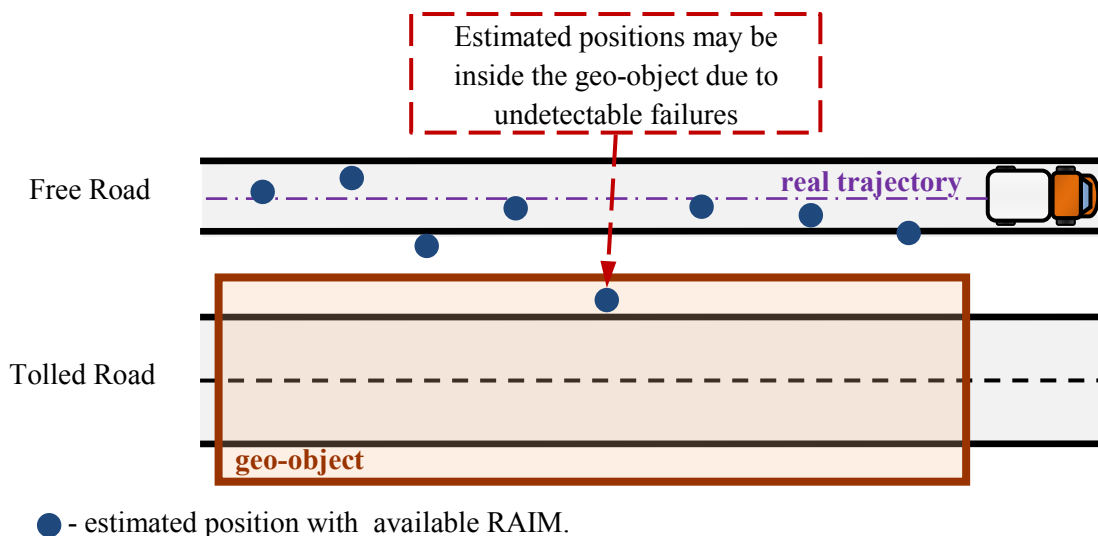 Estimated positions may be
inside the geo-object due to
undetectable failures
Free Road
real trajectory
Tolled Road
geo-object
- estimated position with available RAIM.